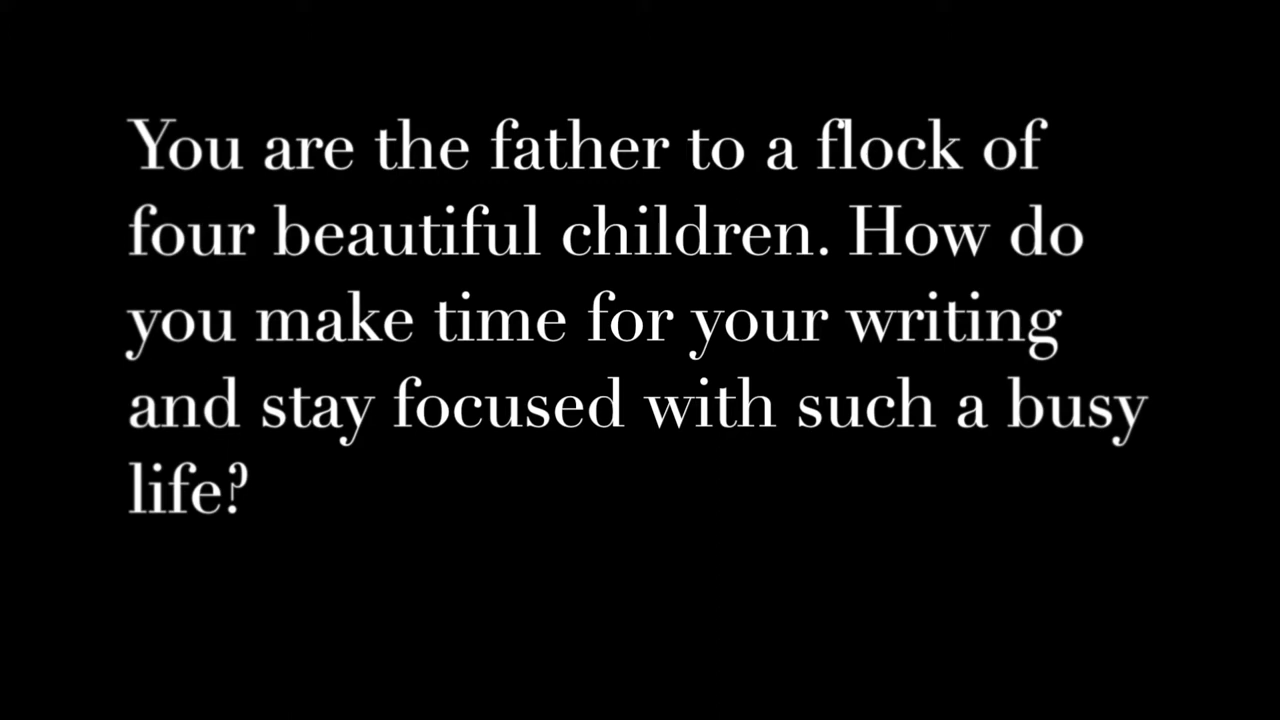 You are the father to a flock of
four beautiful children. How do
you make time for your writing
and stay focused with such a busy
life?